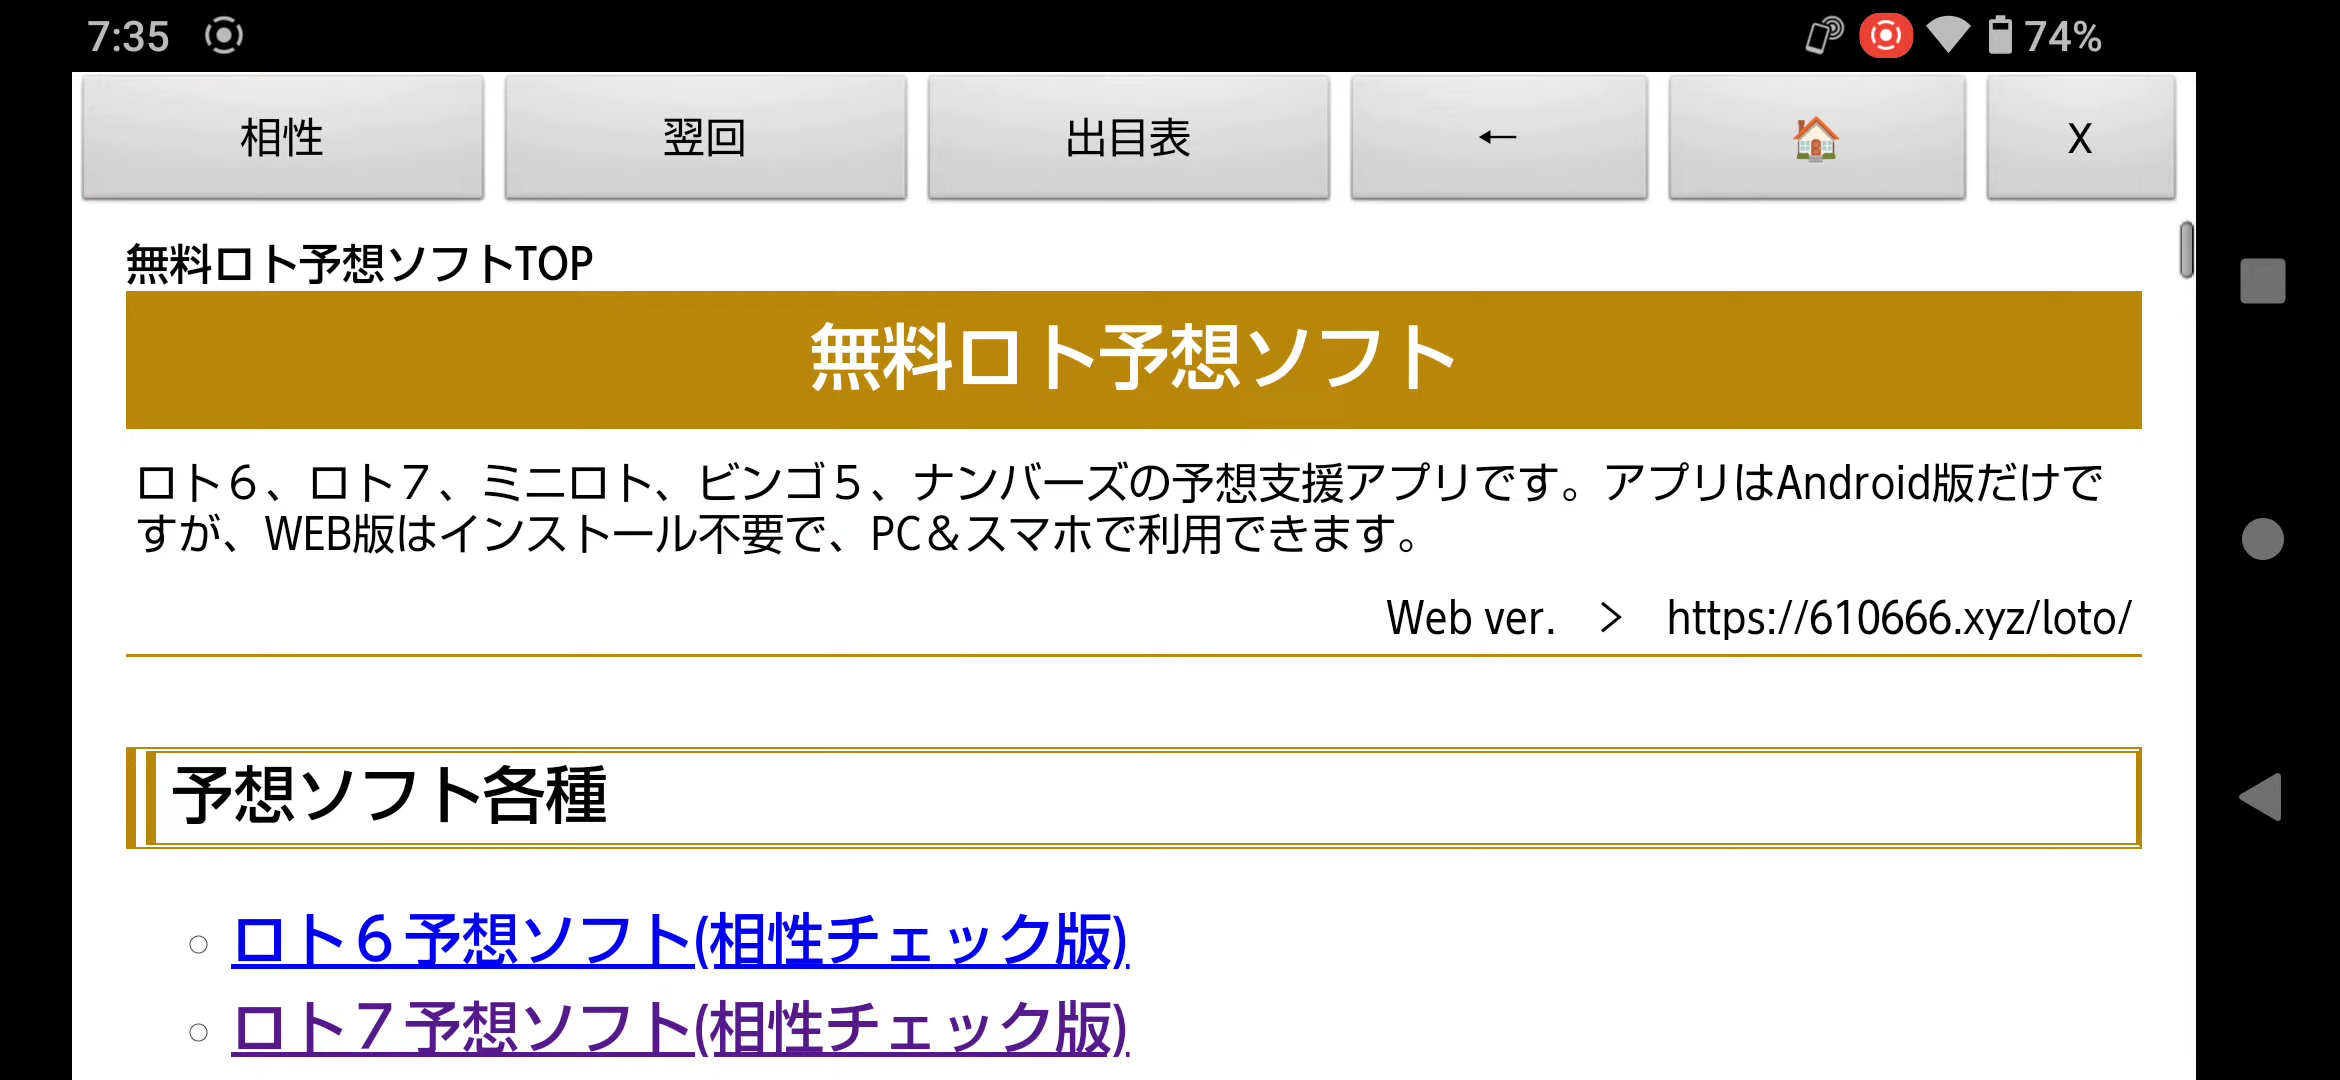 7:35
74%
相性 翌回 出目表 ← X
無料ロト予想ソフトTOP
無料ロト予想ソフト
ロト６、ロト７、ミニロト、ビンゴ５、ナンバーズの予想支援アプリです。アプリはAndroid版だけで
すが、WEB版はインストール不要で、PC＆スマホで利用できます。
Web ver. > https://610666.xyz/loto/
予想ソフト各種
ロト６予想ソフト(相性チェック版)
ロト７予想ソフト(相性チェック版)